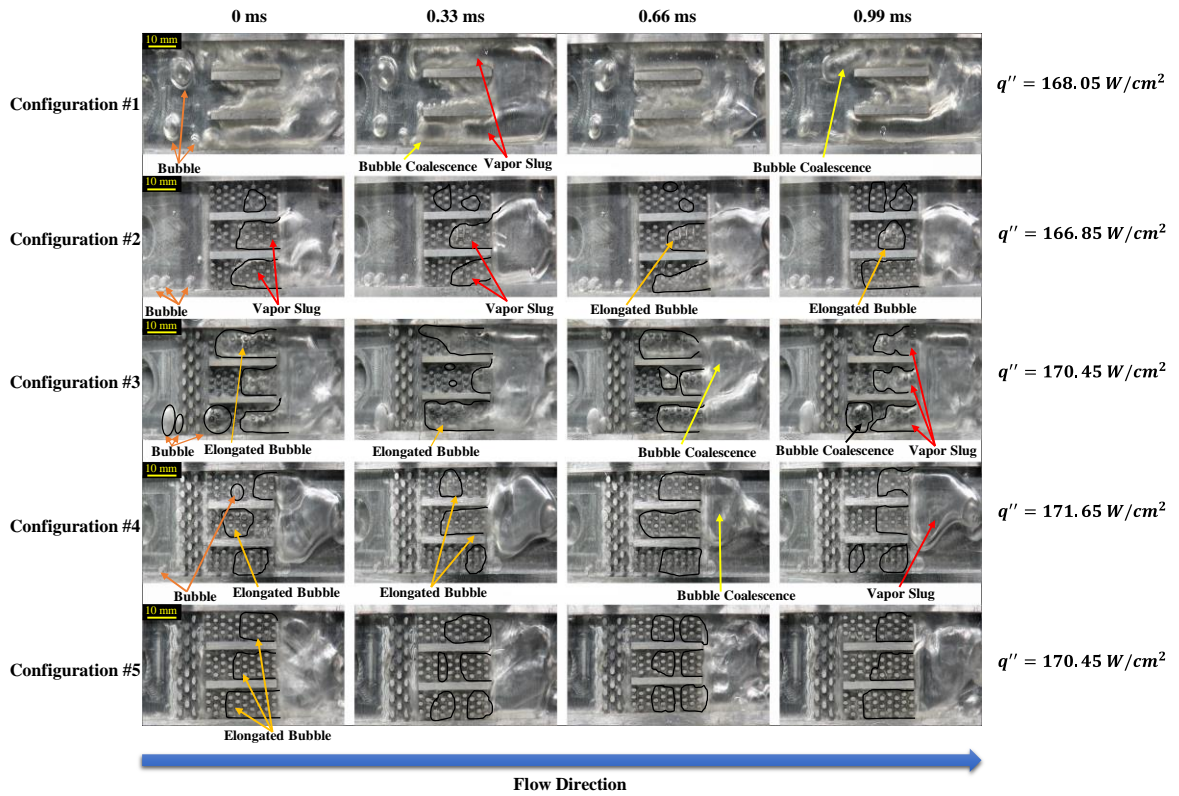 0 ms 0.33 ms 0.66 ms 0.99 ms
10 mm
Configuration #1
q′′ = 168.05 W/cm²
Bubble
Bubble Coalescence
Vapor Slug
Bubble Coalescence
10 mm
Configuration #2
q′′ = 166.85 W/cm²
Bubble
Vapor Slug
Vapor Slug
Elongated Bubble
Elongated Bubble
10 mm
Configuration #3
q′′ = 170.45 W/cm²
Bubble
Elongated Bubble
Elongated Bubble
Bubble Coalescence
Bubble Coalescence
Vapor Slug
10 mm
Configuration #4
q′′ = 171.65 W/cm²
Bubble
Elongated Bubble
Elongated Bubble
Bubble Coalescence
Vapor Slug
10 mm
Configuration #5
q′′ = 170.45 W/cm²
Elongated Bubble
Flow Direction